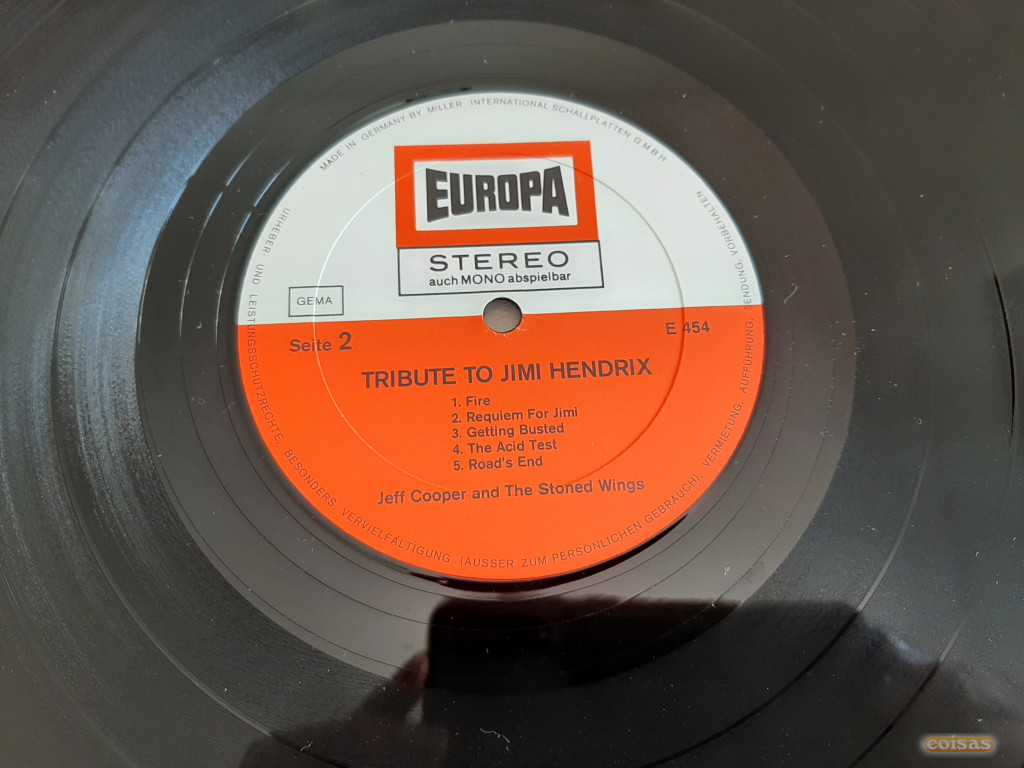 MADE IN GERMANY BY MILLER INTERNATIONAL SCHALLPLATTEN GMBH
EUROPA
STEREO
auch MONO abspielbar
GEMA
Seite 2
E 454
TRIBUTE TO JIMI HENDRIX
1. Fire
2. Requiem For Jimi
3. Getting Busted
4. The Acid Test
5. Road's End
Jeff Cooper and The Stoned Wings
URHEBER- UND LEISTUNGSSCHUTZRECHTE, BESONDERS VERVIELFÄLTIGUNG (AUSSER ZUM PERSÖNLICHEN GEBRAUCH), VERMIETUNG, AUFFÜHRUNG, SENDUNG, VORBEHALTEN
coisas